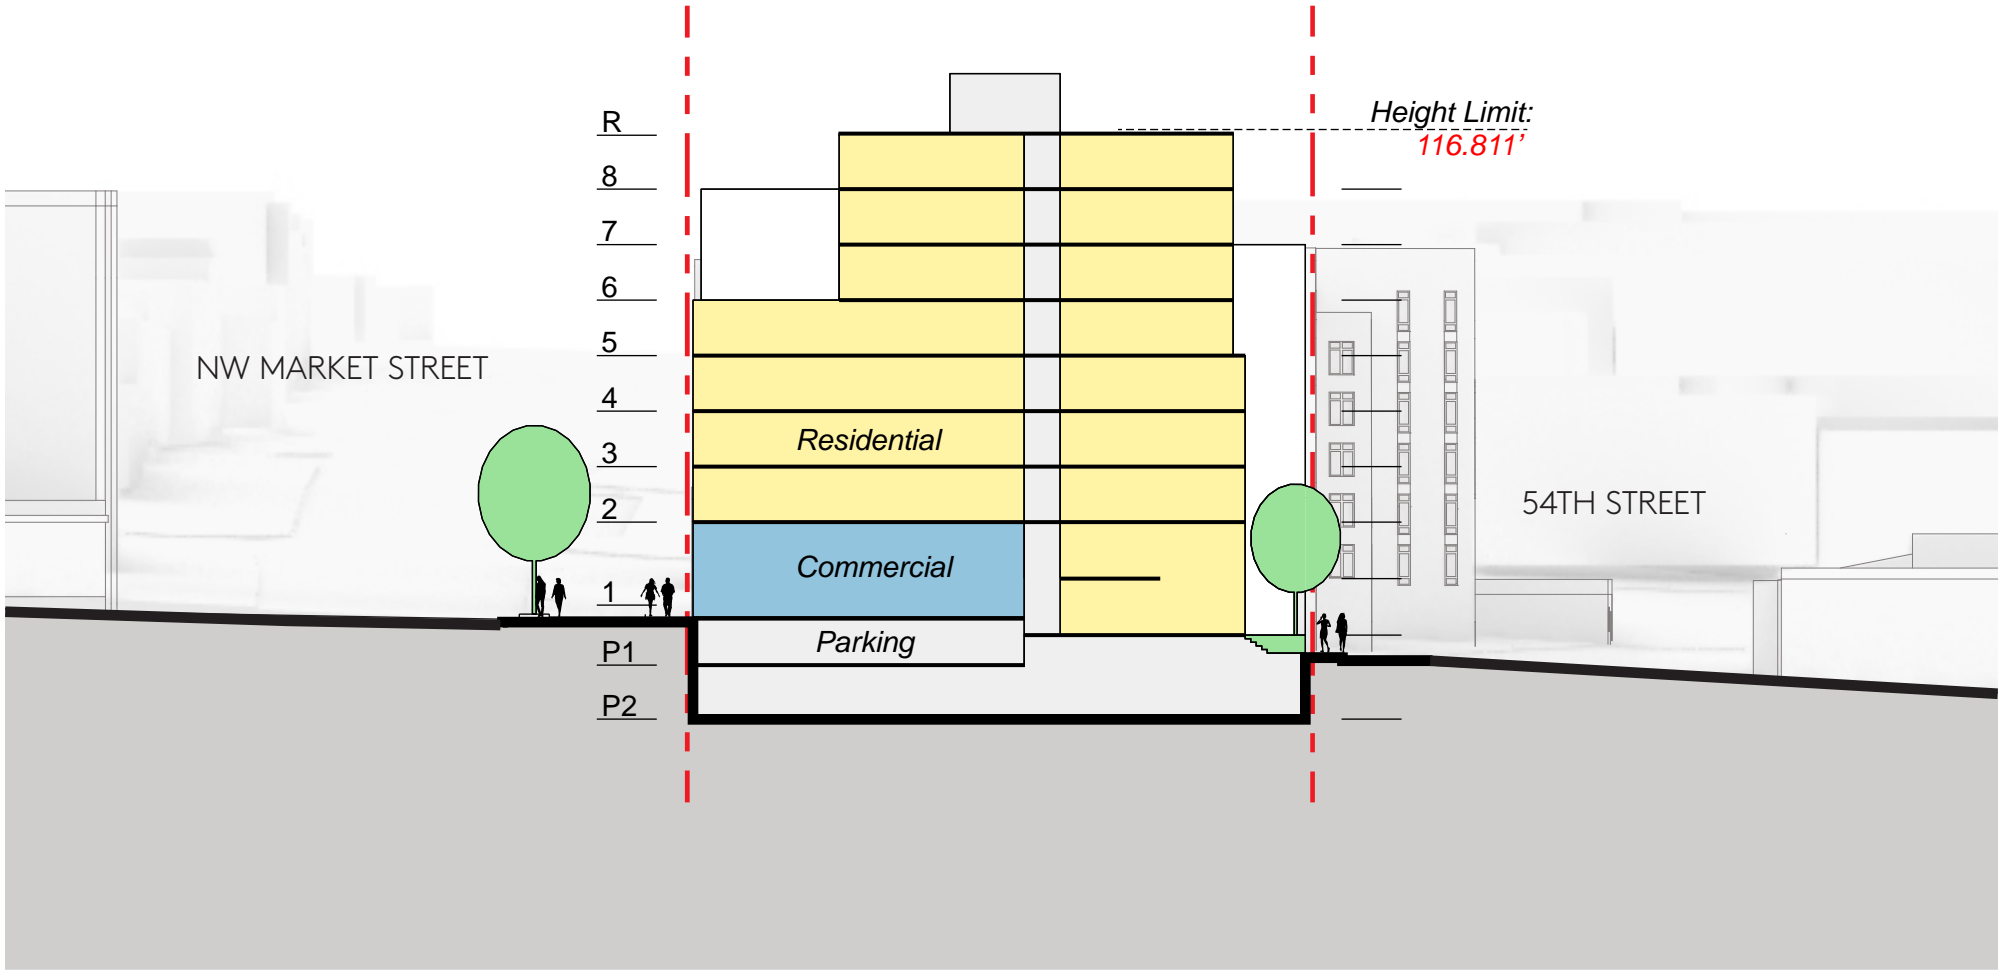 R
Height Limit:
116.811’
8
7
6
5
NW MARKET STREET
4
Residential
3
2
54TH STREET
Commercial
1
Parking
P1
P2